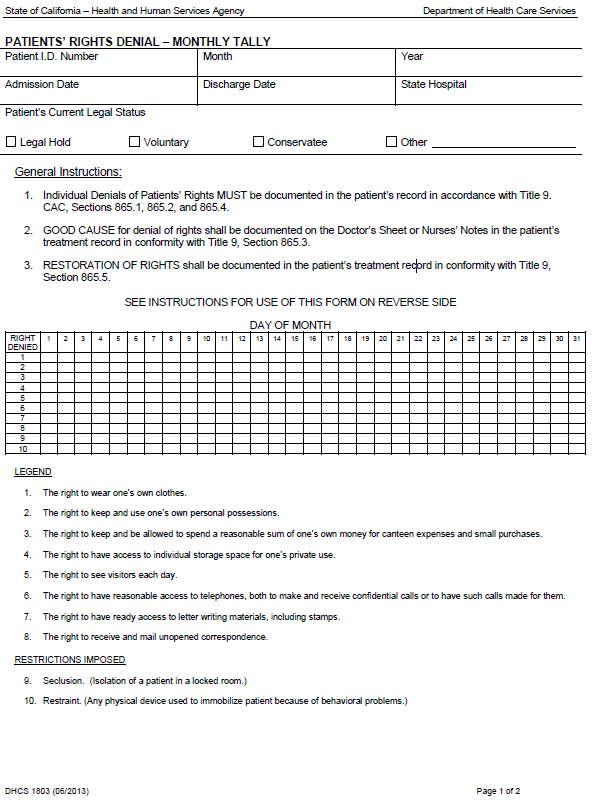 State of California – Health and Human Services Agency Department of Health Care Services
PATIENTS' RIGHTS DENIAL – MONTHLY TALLY
Patient I.D. Number Month Year
Admission Date Discharge Date State Hospital
Patient's Current Legal Status
Legal Hold Voluntary Conservatee Other
General Instructions:
1. Individual Denials of Patients' Rights MUST be documented in the patient's record in accordance with Title 9.
CAC, Sections 865.1, 865.2, and 865.4.
2. GOOD CAUSE for denial of rights shall be documented on the Doctor's Sheet or Nurses' Notes in the patient's
treatment record in conformity with Title 9, Section 865.3.
3. RESTORATION OF RIGHTS shall be documented in the patient's treatment record in conformity with Title 9,
Section 865.5.
SEE INSTRUCTIONS FOR USE OF THIS FORM ON REVERSE SIDE
DAY OF MONTH
RIGHT DENIED 1 2 3 4 5 6 7 8 9 10 11 12 13 14 15 16 17 18 19 20 21 22 23 24 25 26 27 28 29 30 31
1
2
3
4
5
6
7
8
9
10
LEGEND
1. The right to wear one's own clothes.
2. The right to keep and use one's own personal possessions.
3. The right to keep and be allowed to spend a reasonable sum of one's own money for canteen expenses and small purchases.
4. The right to have access to individual storage space for one's private use.
5. The right to see visitors each day.
6. The right to have reasonable access to telephones, both to make and receive confidential calls or to have such calls made for them.
7. The right to have ready access to letter writing materials, including stamps.
8. The right to receive and mail unopened correspondence.
RESTRICTIONS IMPOSED
9. Seclusion. (Isolation of a patient in a locked room.)
10. Restraint. (Any physical device used to immobilize patient because of behavioral problems.)
DHCS 1803 (06/2013) Page 1 of 2